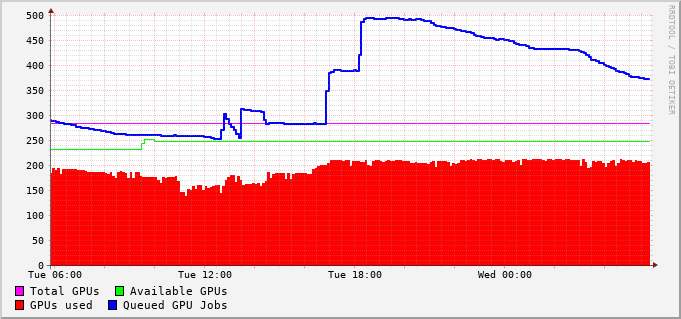 RRDTOOL / TOBI OETIKER
500
450
400
350
300
250
200
150
100
50
0
Tue 06:00 Tue 12:00 Tue 18:00 Wed 00:00
Total GPUs Available GPUs
GPUs used Queued GPU Jobs